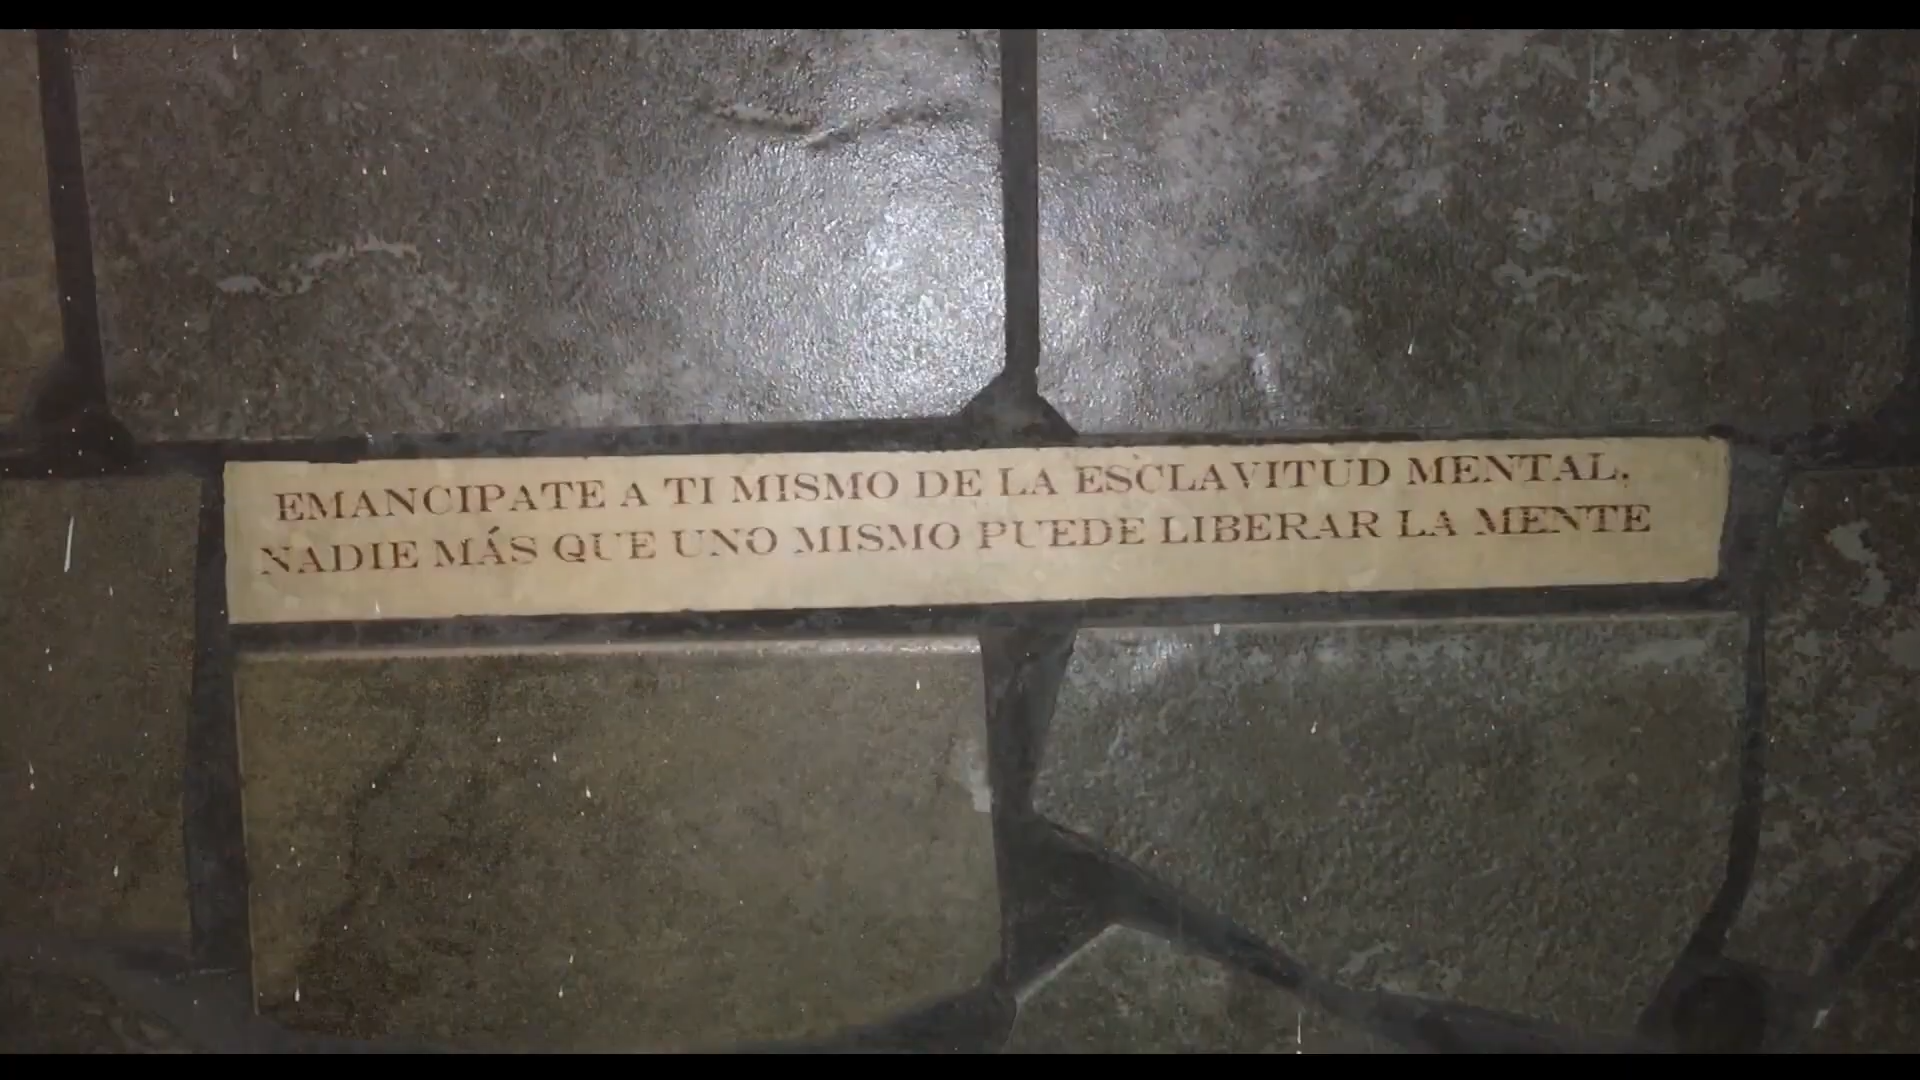 EMANCIPATE A TI MISMO DE LA ESCLAVITUD MENTAL,
NADIE MÁS QUE UNO MISMO PUEDE LIBERAR LA MENTE